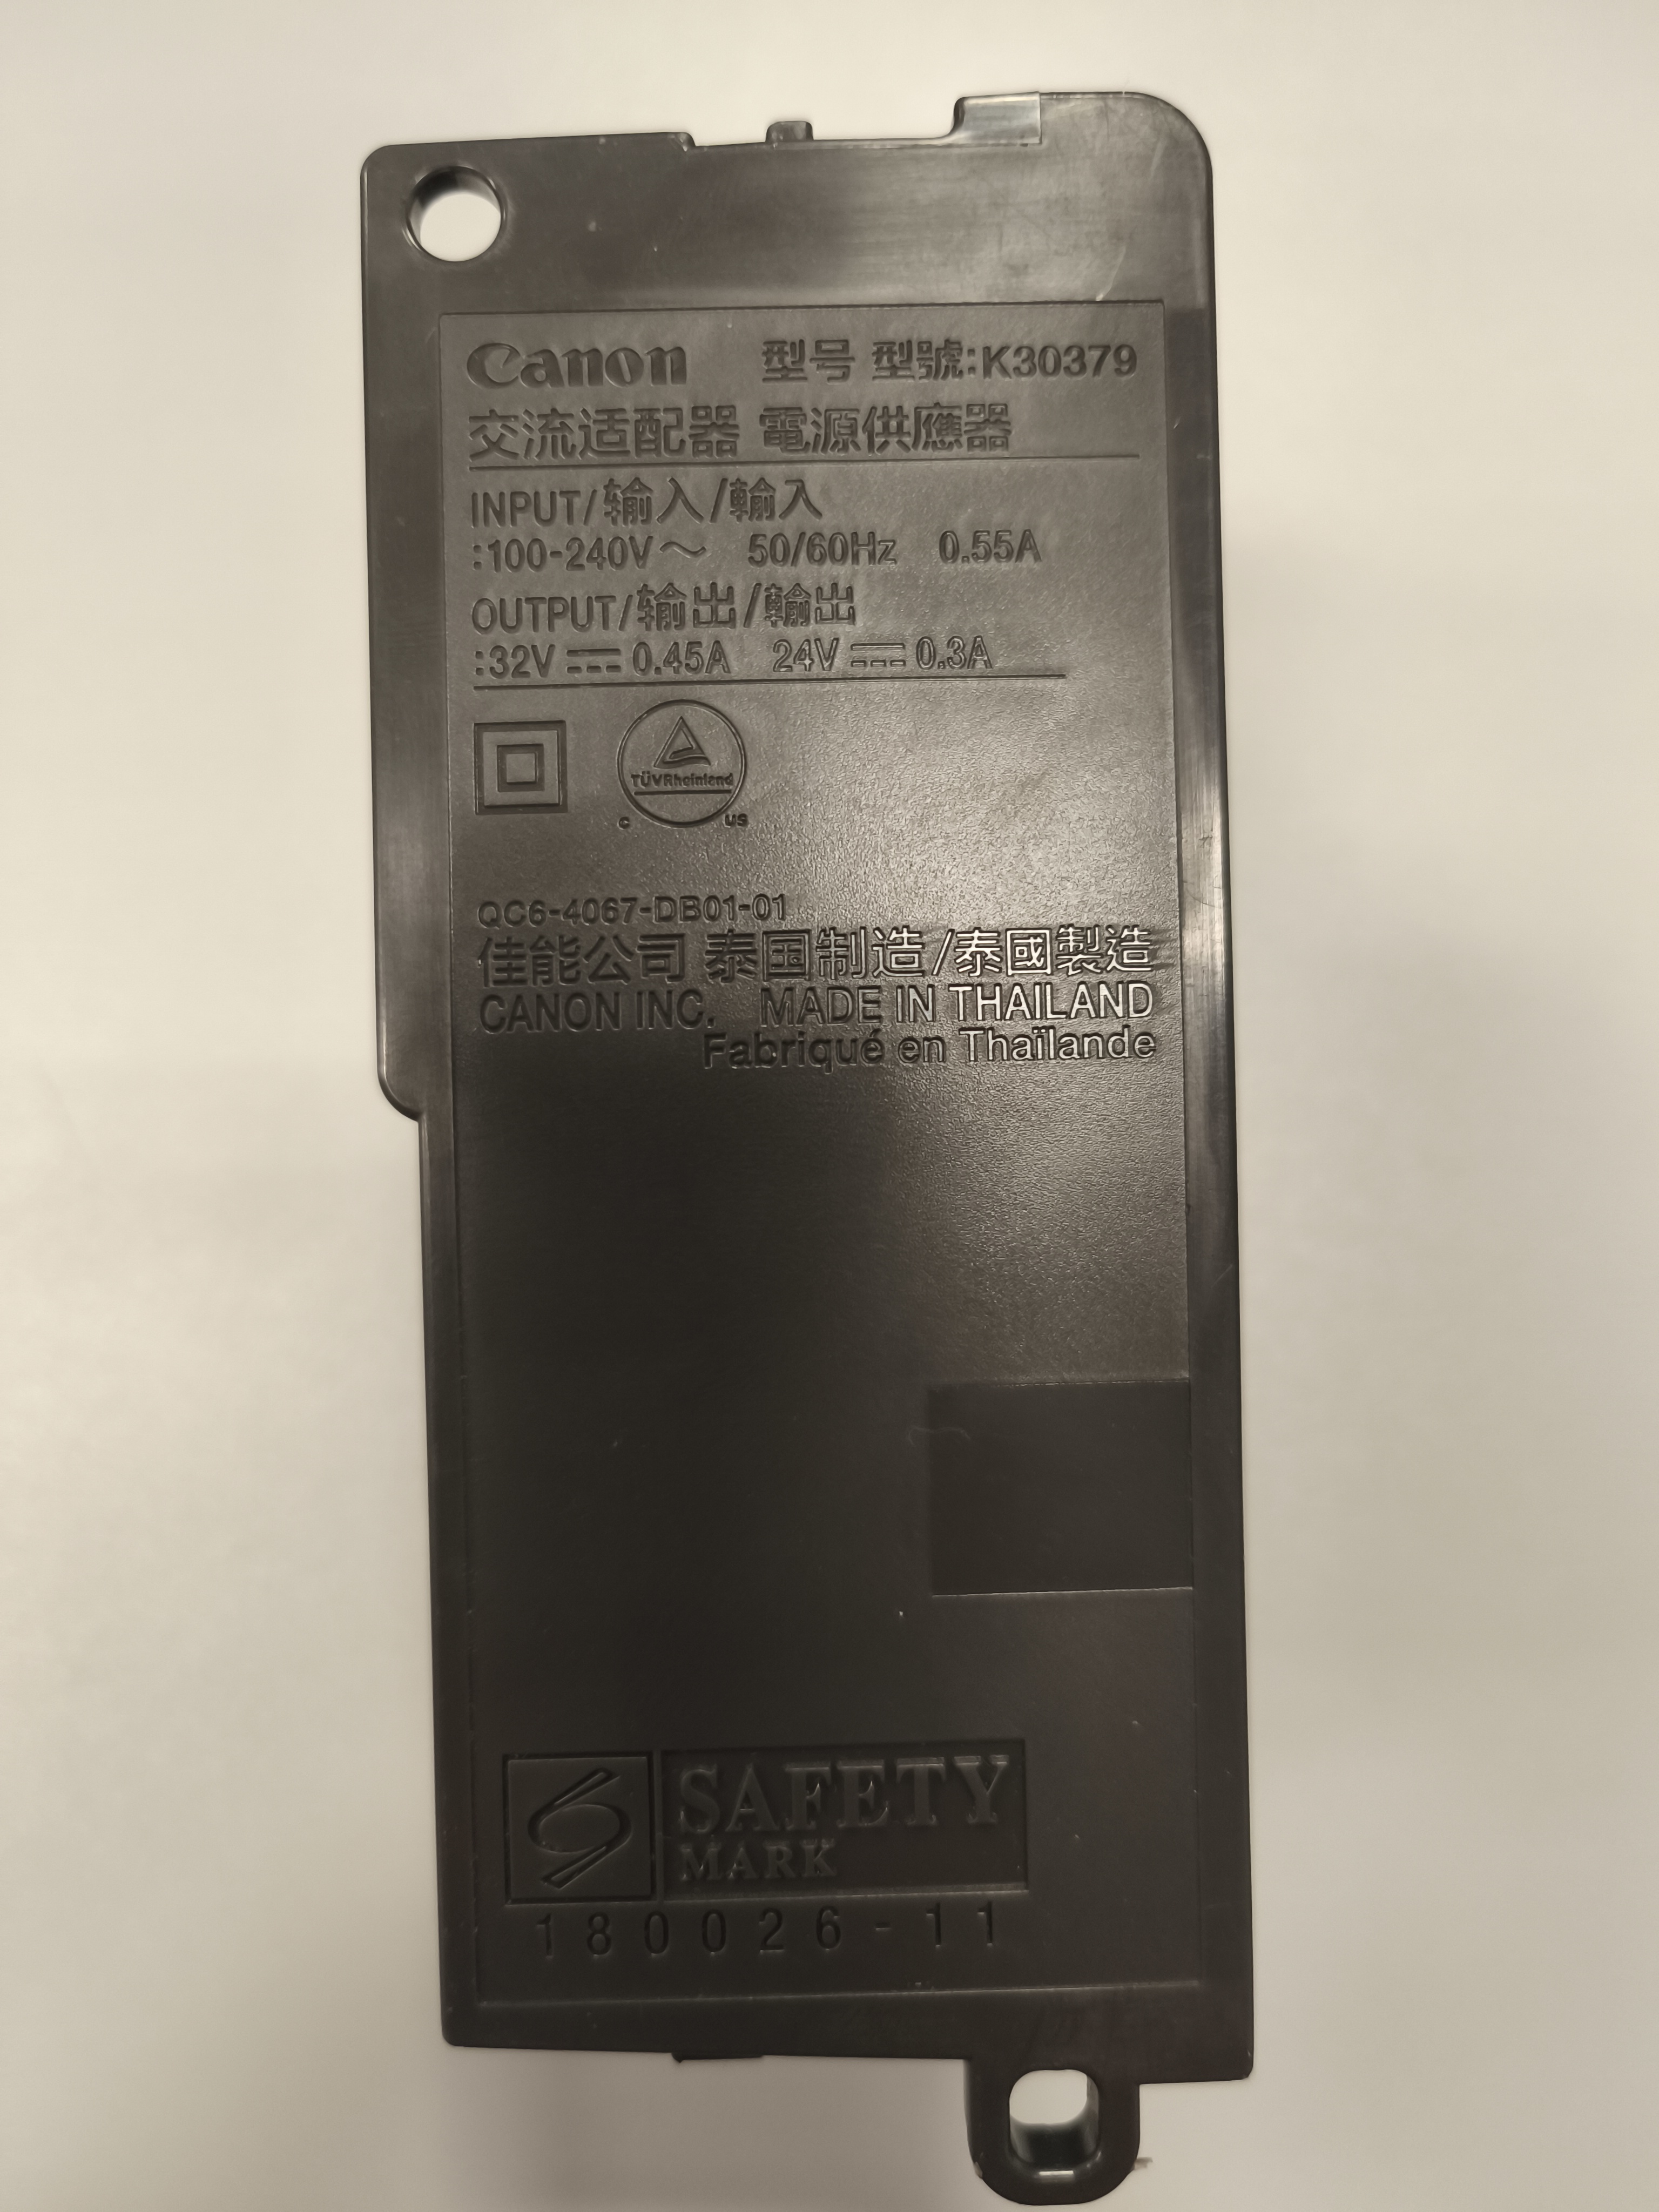 Canon 型号 型號:K30379
交流适配器 電源供應器
INPUT/输入/輸入
:100-240V～ 50/60Hz 0.55A
OUTPUT/输出/輸出
:32V⎓0.45A 24V⎓0.3A
TÜVRheinland
c us
QC6-4067-DB01-01
佳能公司 泰国制造/泰國製造
CANON INC. MADE IN THAILAND
Fabriqué en Thaïlande
SAFETY
MARK
180026-11